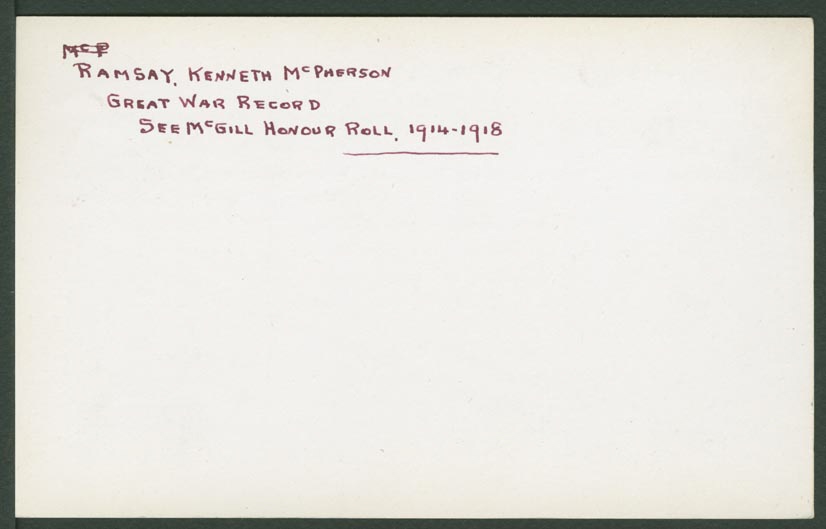 McP
Ramsay, Kenneth McPherson
Great War Record
See McGill Honour Roll, 1914-1918